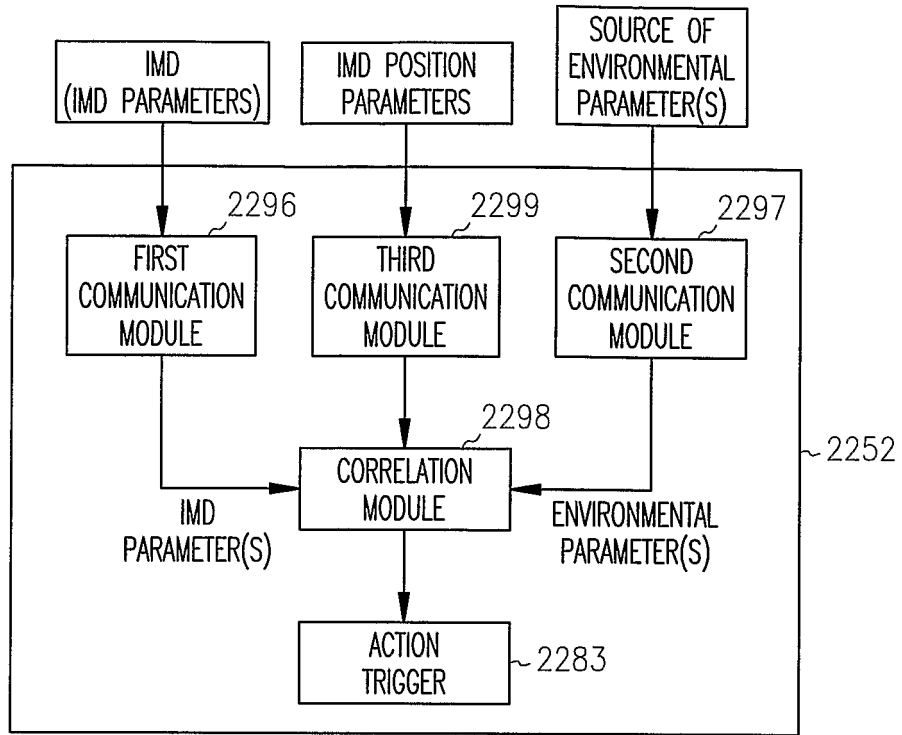 IMD
(IMD PARAMETERS)
IMD POSITION
PARAMETERS
SOURCE OF
ENVIRONMENTAL
PARAMETER(S)
2296
FIRST
COMMUNICATION
MODULE
2299
THIRD
COMMUNICATION
MODULE
2297
SECOND
COMMUNICATION
MODULE
2298
CORRELATION
MODULE
2252
IMD
PARAMETER(S)
ENVIRONMENTAL
PARAMETER(S)
ACTION
TRIGGER
2283